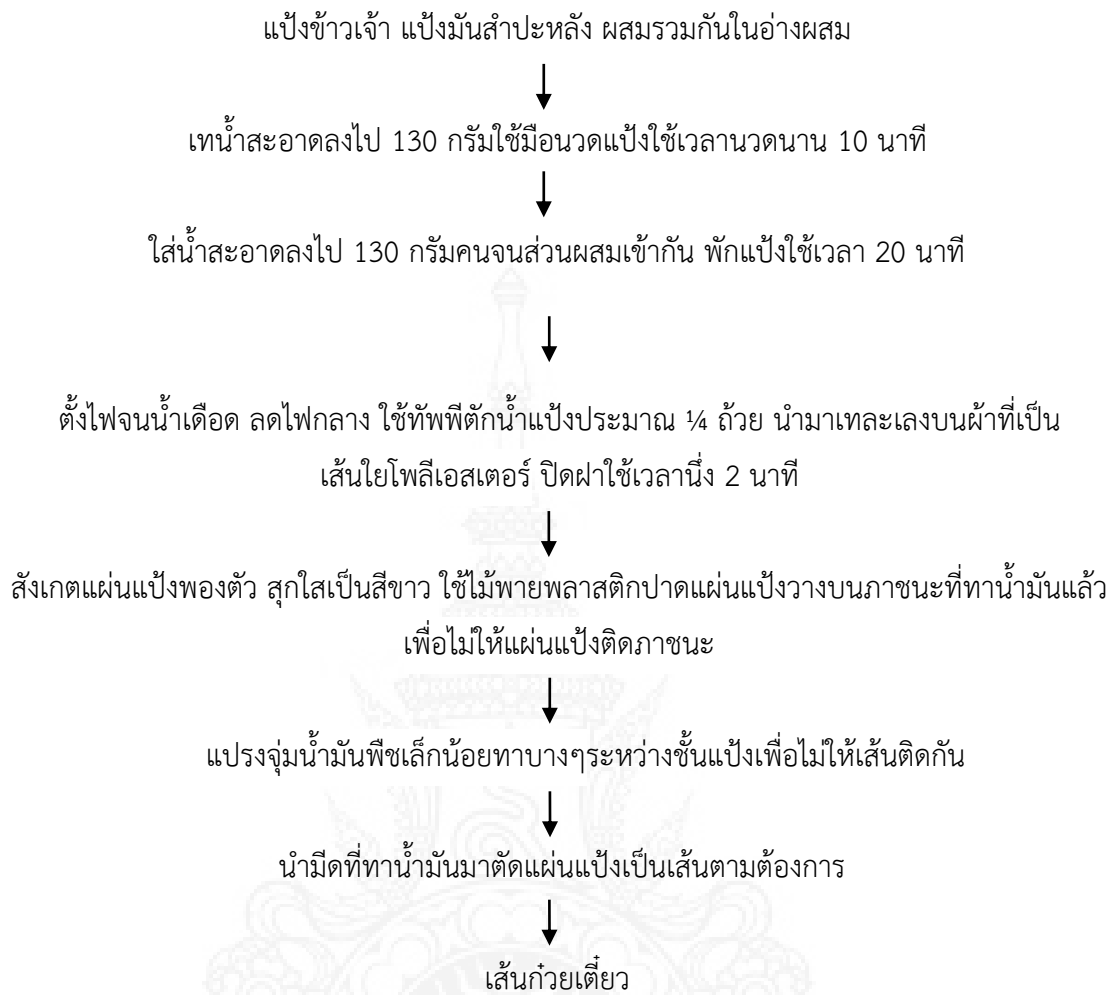 แป้งข้าวเจ้า แป้งมันสำปะหลัง ผสมรวมกันในอ่างผสม
เทน้ำสะอาดลงไป 130 กรัมใช้มือนวดแป้งใช้เวลานวดนาน 10 นาที
ใส่น้ำสะอาดลงไป 130 กรัมคนจนส่วนผสมเข้ากัน พักแป้งใช้เวลา 20 นาที
ตั้งไฟจนน้ำเดือด ลดไฟกลาง ใช้ทัพพีตักน้ำแป้งประมาณ ¼ ถ้วย นำมาเทละเลงบนผ้าที่เป็น
เส้นใยโพลีเอสเตอร์ ปิดฝาใช้เวลานึ่ง 2 นาที
สังเกตแผ่นแป้งพองตัว สุกใสเป็นสีขาว ใช้ไม้พายพลาสติกปาดแผ่นแป้งวางบนภาชนะที่ทาน้ำมันแล้ว
เพื่อไม่ให้แผ่นแป้งติดภาชนะ
แปรงจุ่มน้ำมันพืชเล็กน้อยทาบางๆระหว่างชั้นแป้งเพื่อไม่ให้เส้นติดกัน
นำมีดที่ทาน้ำมันมาตัดแผ่นแป้งเป็นเส้นตามต้องการ
เส้นก๋วยเตี๋ยว